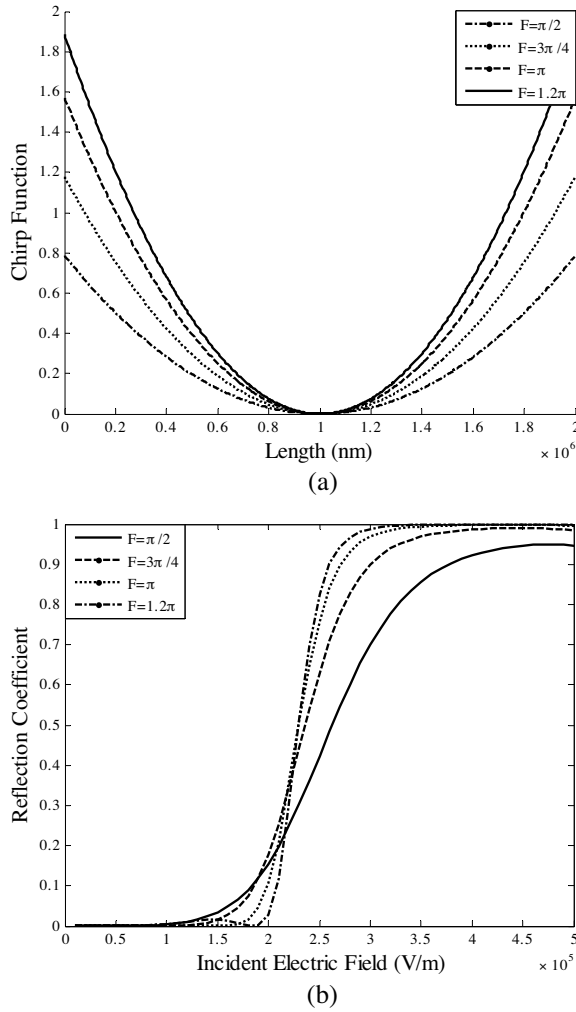 2
1.8
1.6
1.4
1.2
1
0.8
0.6
0.4
0.2
0
Chirp Function
F=π/2
F=3π/4
F=π
F=1.2π
0 0.2 0.4 0.6 0.8 1 1.2 1.4 1.6 1.8 2
Length (nm)
× 10^6
(a)
1
0.9
0.8
0.7
0.6
0.5
0.4
0.3
0.2
0.1
0
Reflection Coefficient
F=π/2
F=3π/4
F=π
F=1.2π
0 0.5 1 1.5 2 2.5 3 3.5 4 4.5 5
Incident Electric Field (V/m)
× 10^5
(b)